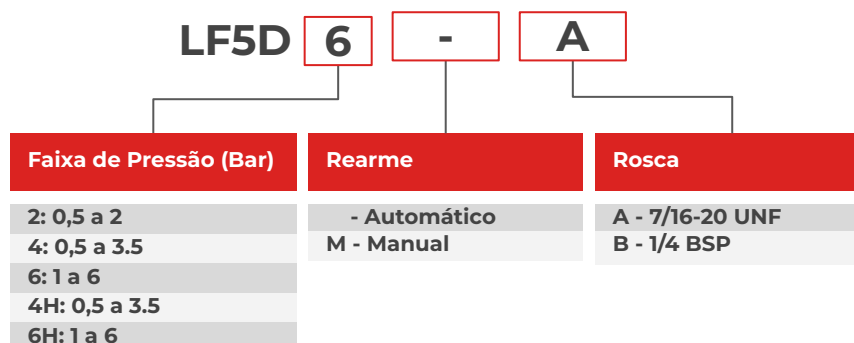 LF5D 6 - A
Faixa de Pressão (Bar) Rearme Rosca
2: 0,5 a 2 - Automático A - 7/16-20 UNF
4: 0,5 a 3.5 M - Manual B - 1/4 BSP
6: 1 a 6
4H: 0,5 a 3.5
6H: 1 a 6